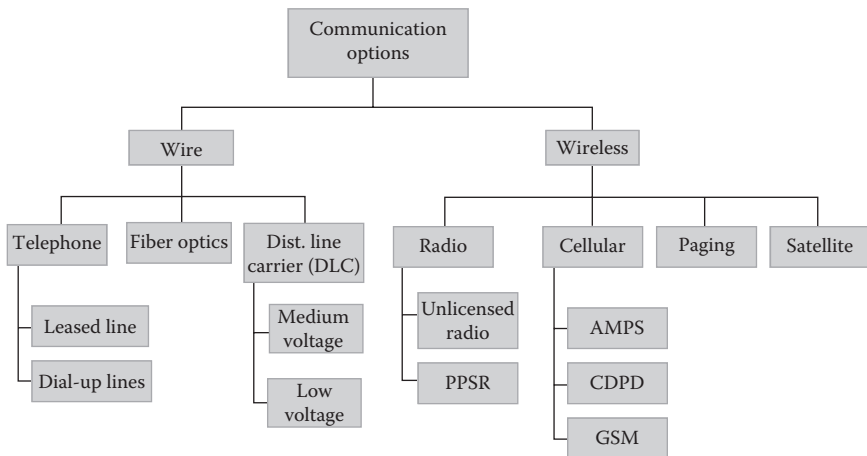 Communication
options
Wire
Wireless
Telephone
Fiber optics
Dist. line
carrier (DLC)
Radio
Cellular
Paging
Satellite
Leased line
Dial-up lines
Medium
voltage
Low
voltage
Unlicensed
radio
PPSR
AMPS
CDPD
GSM